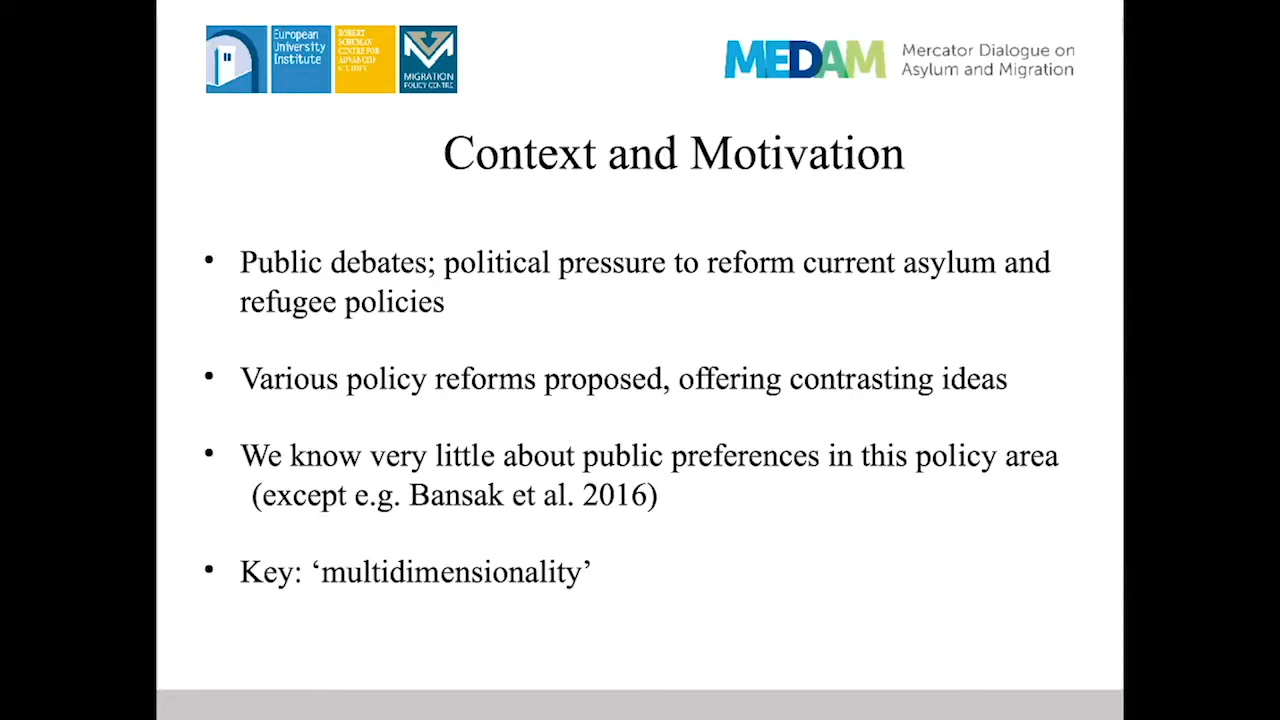 European
University
Institute
ROBERT
SCHUMAN
CENTRE FOR
ADVANCED
STUDIES
MIGRATION
POLICY CENTRE
MEDAM
Mercator Dialogue on
Asylum and Migration
Context and Motivation
• Public debates; political pressure to reform current asylum and
refugee policies
• Various policy reforms proposed, offering contrasting ideas
• We know very little about public preferences in this policy area
(except e.g. Bansak et al. 2016)
• Key: ‘multidimensionality’